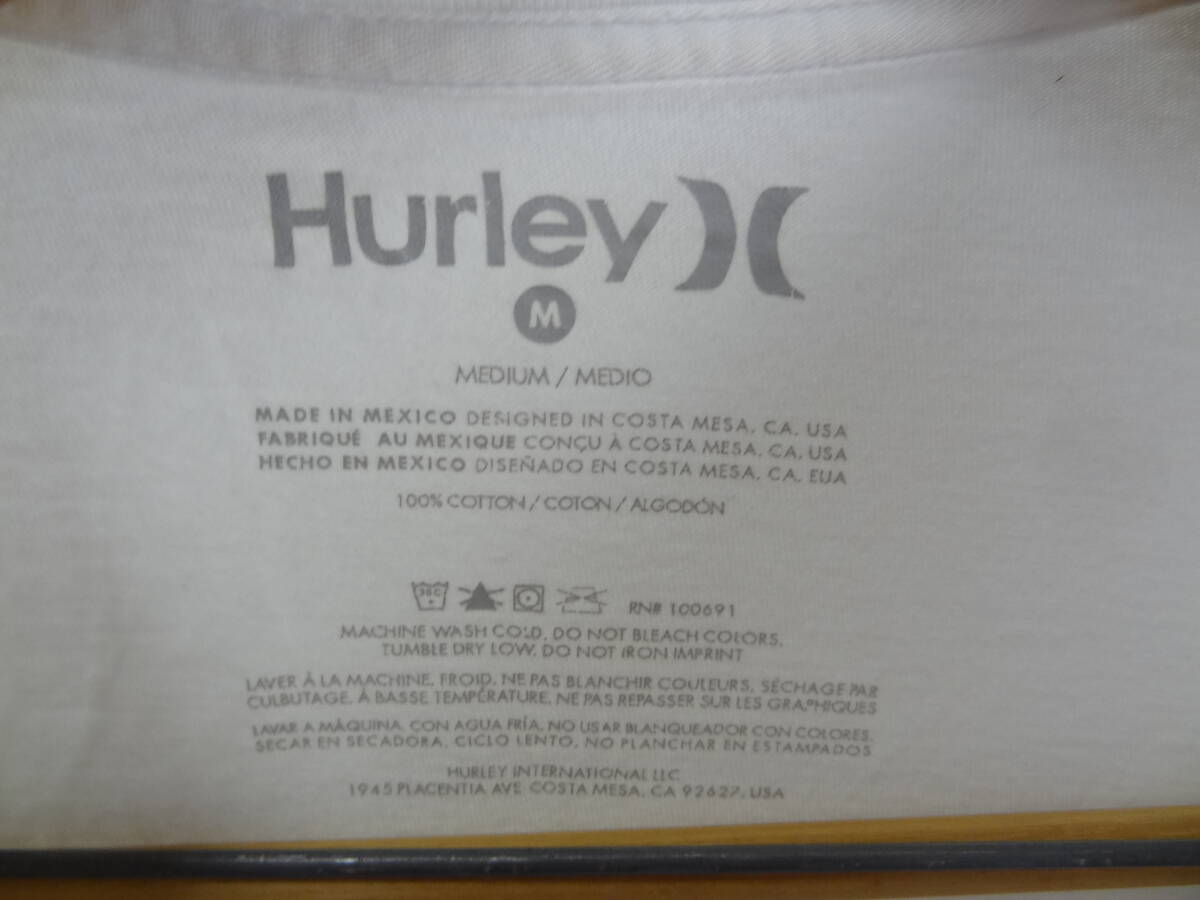 Hurley
M
MEDIUM / MEDIO
MADE IN MEXICO DESIGNED IN COSTA MESA, CA, USA
FABRIQUÉ AU MEXIQUE CONÇU À COSTA MESA, CA, USA
HECHO EN MEXICO DISEÑADO EN COSTA MESA, CA, EUA
100% COTTON / COTON / ALGODÓN
30C
RN# 100691
MACHINE WASH COLD, DO NOT BLEACH COLORS,
TUMBLE DRY LOW, DO NOT IRON IMPRINT
LAVER À LA MACHINE, FROID, NE PAS BLANCHIR COULEURS, SÉCHAGE PAR
CULBUTAGE, À BASSE TEMPÉRATURE, NE PAS REPASSER SUR LES GRAPHIQUES
LAVAR A MÁQUINA, CON AGUA FRÍA, NO USAR BLANQUEADOR CON COLORES,
SECAR EN SECADORA, CICLO LENTO, NO PLANCHAR EN ESTAMPADOS
HURLEY INTERNATIONAL LLC
1945 PLACENTIA AVE COSTA MESA, CA 92627, USA